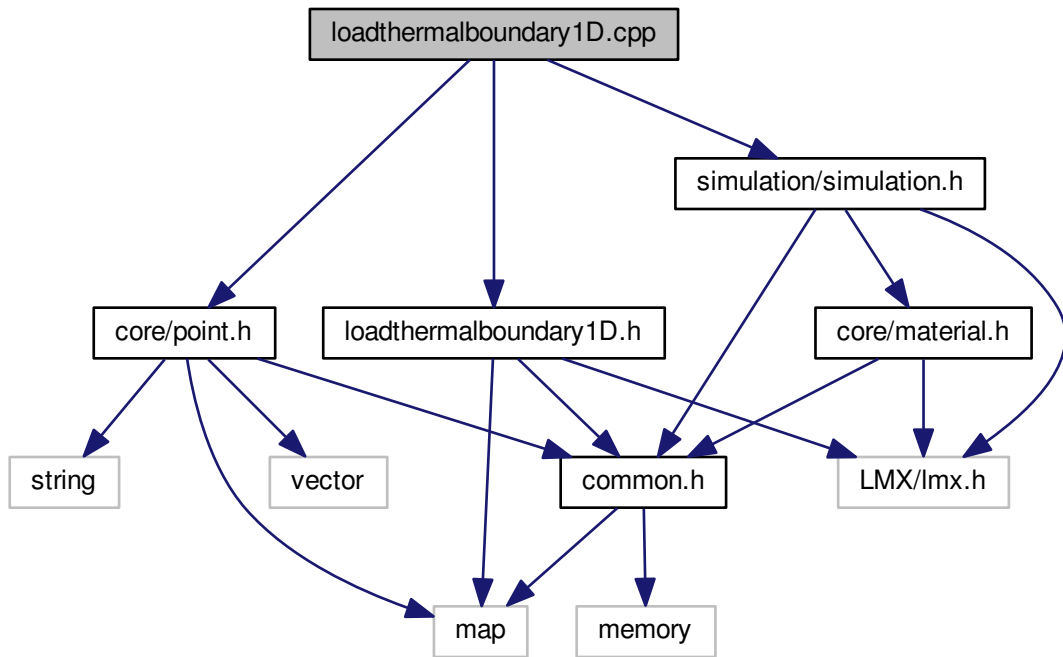 loadthermalboundary1D.cpp
simulation/simulation.h
core/point.h
loadthermalboundary1D.h
core/material.h
string
vector
common.h
LMX/lmx.h
map
memory